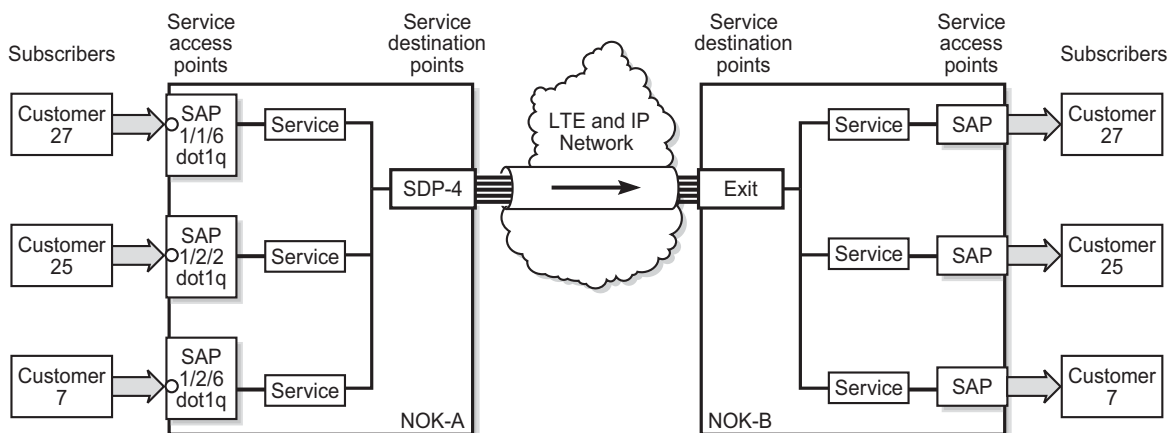 Subscribers
Service
access
points
Service
destination
points
Service
destination
points
Service
access
points
Subscribers
Customer
27
SAP
1/1/6
dot1q
Service
LTE and IP
Network
Service
SAP
Customer
27
SDP-4
Exit
Customer
25
SAP
1/2/2
dot1q
Service
Service
SAP
Customer
25
Customer
7
SAP
1/2/6
dot1q
Service
Service
SAP
Customer
7
NOK-A
NOK-B